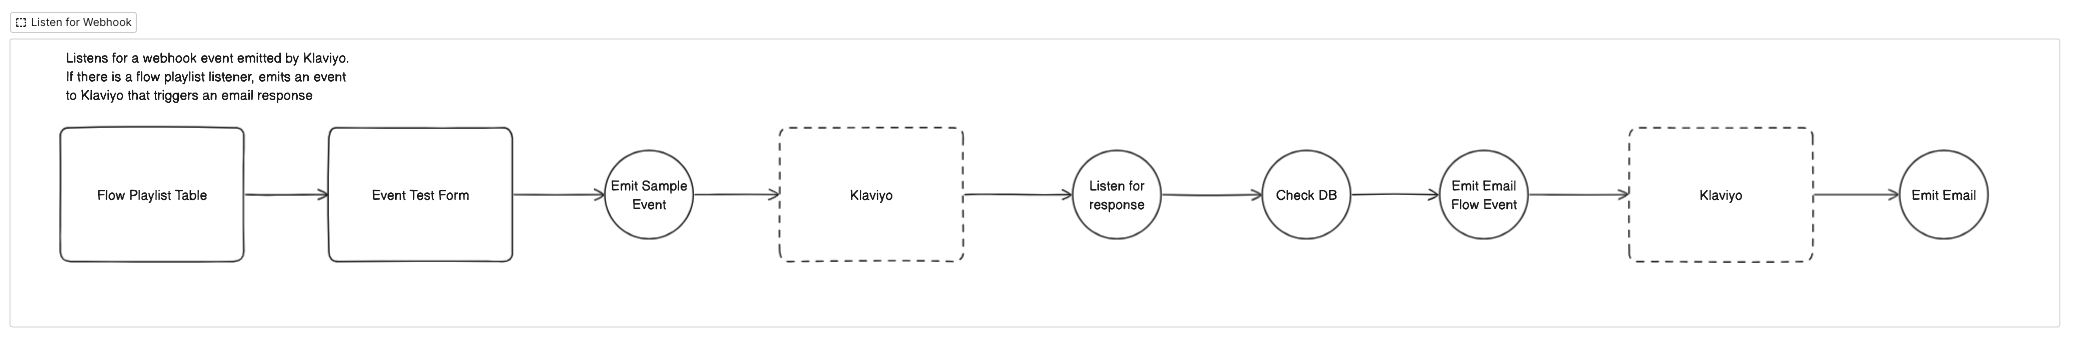 Listen for Webhook
Listens for a webhook event emitted by Klaviyo.
If there is a flow playlist listener, emits an event
to Klaviyo that triggers an email response
Flow Playlist Table
Event Test Form
Emit Sample
Event
Klaviyo
Listen for
response
Check DB
Emit Email
Flow Event
Klaviyo
Emit Email